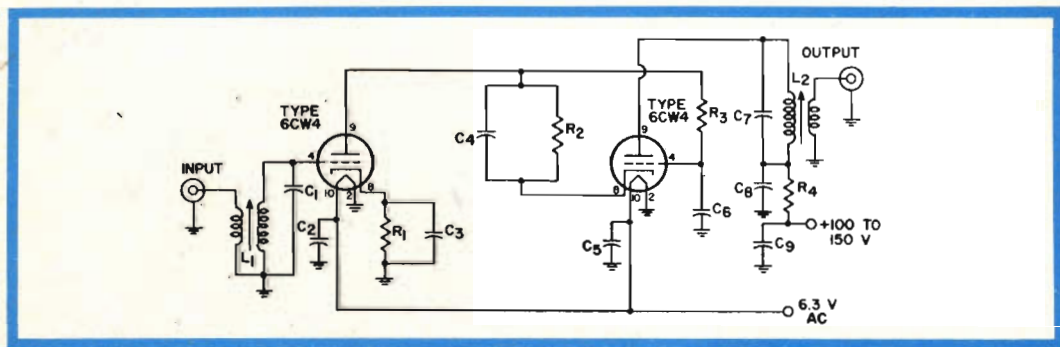 INPUT
L1
C1
TYPE
6CW4
9
4
10
2
8
C2
R1
C3
C4
R2
TYPE
6CW4
9
4
8
10
2
R3
C5
C6
C7
L2
OUTPUT
C8
R4
C9
+100 TO
150 V
6.3 V
AC